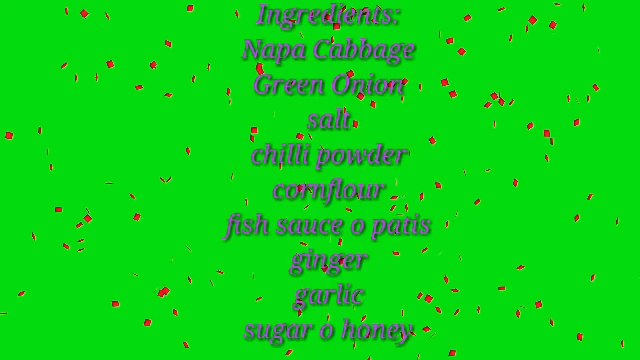 Ingredients:
Napa Cabbage
Green Onion
salt
chilli powder
cornflour
fish sauce o patis
ginger
garlic
sugar o honey